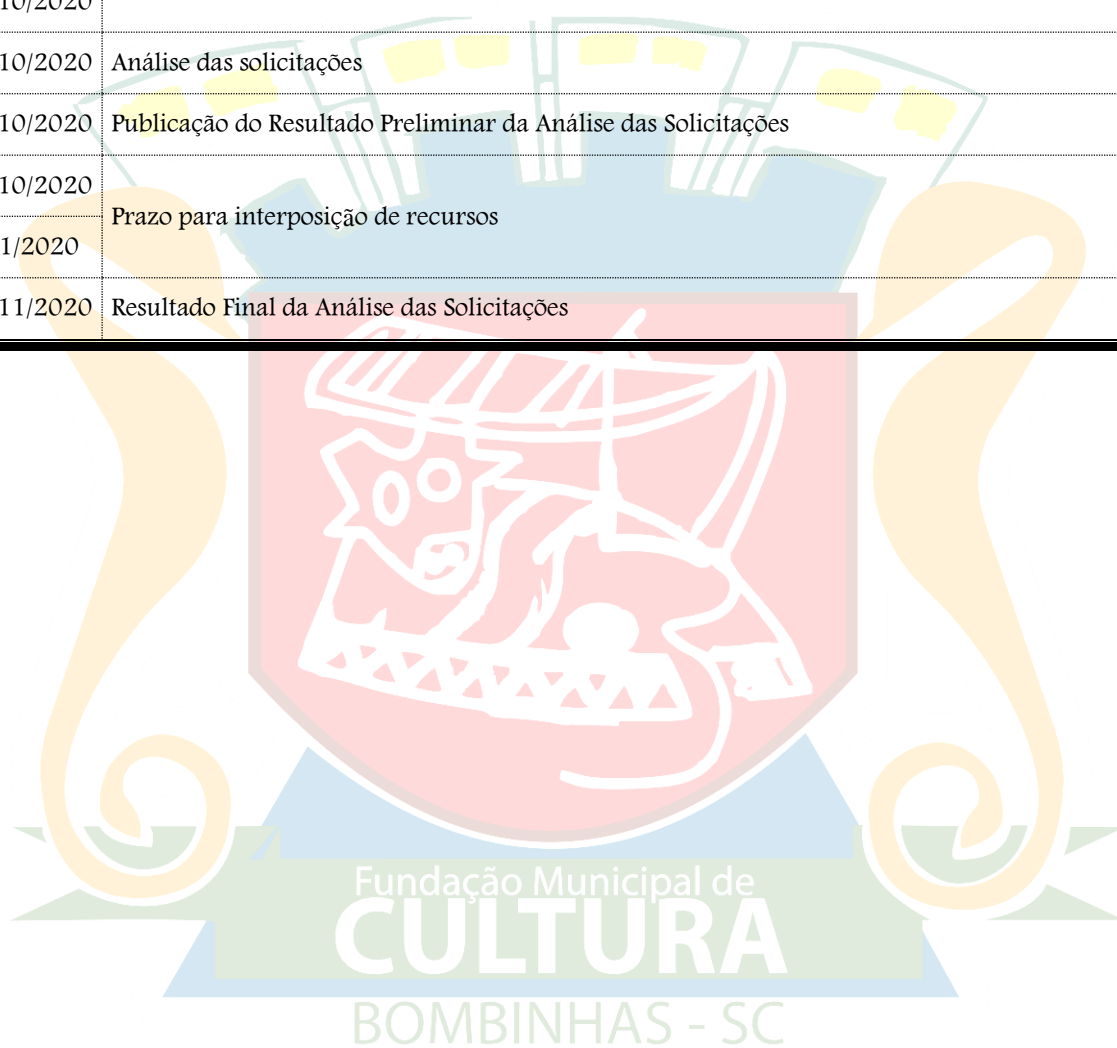 10/2020
10/2020 Análise das solicitações
10/2020 Publicação do Resultado Preliminar da Análise das Solicitações
10/2020
Prazo para interposição de recursos
1/2020
11/2020 Resultado Final da Análise das Solicitações
Fundação Municipal de
CULTURA
BOMBINHAS - SC